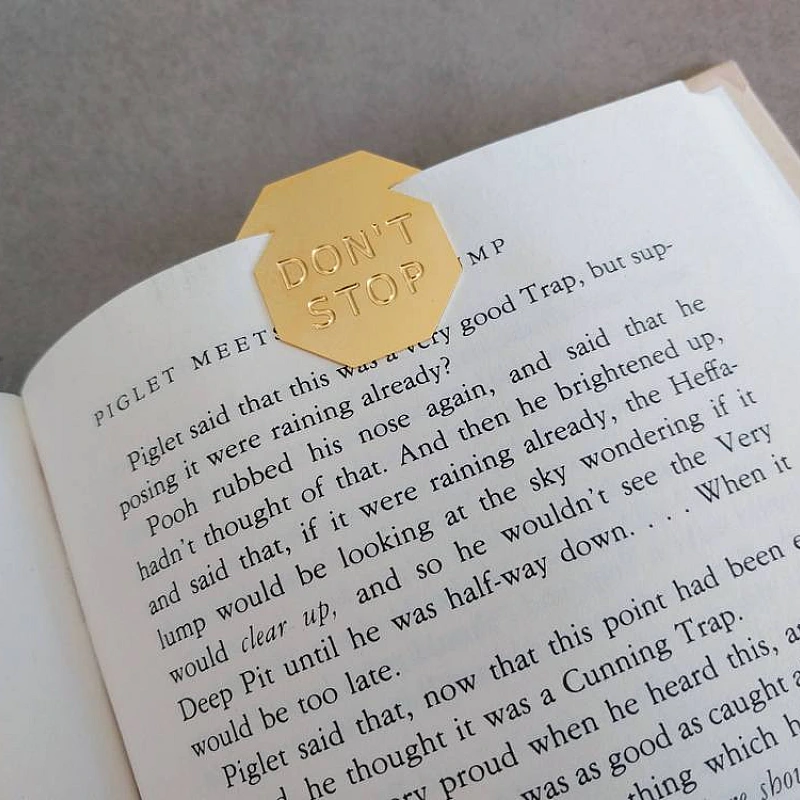 DON'T
STOP
PIGLET MEETS MP
Piglet said that this was a very good Trap, but sup-
posing it were raining already?
Pooh rubbed his nose again, and said that he
hadn't thought of that. And then he brightened up,
and said that, if it were raining already, the Heffa-
lump would be looking at the sky wondering if it
would clear up, and so he wouldn't see the Very
Deep Pit until he was half-way down. . . . When it
would be too late.
Piglet said that, now that this point had been e
he thought it was a Cunning Trap.
proud when he heard this, a
was as good as caught a
thing which h
shou